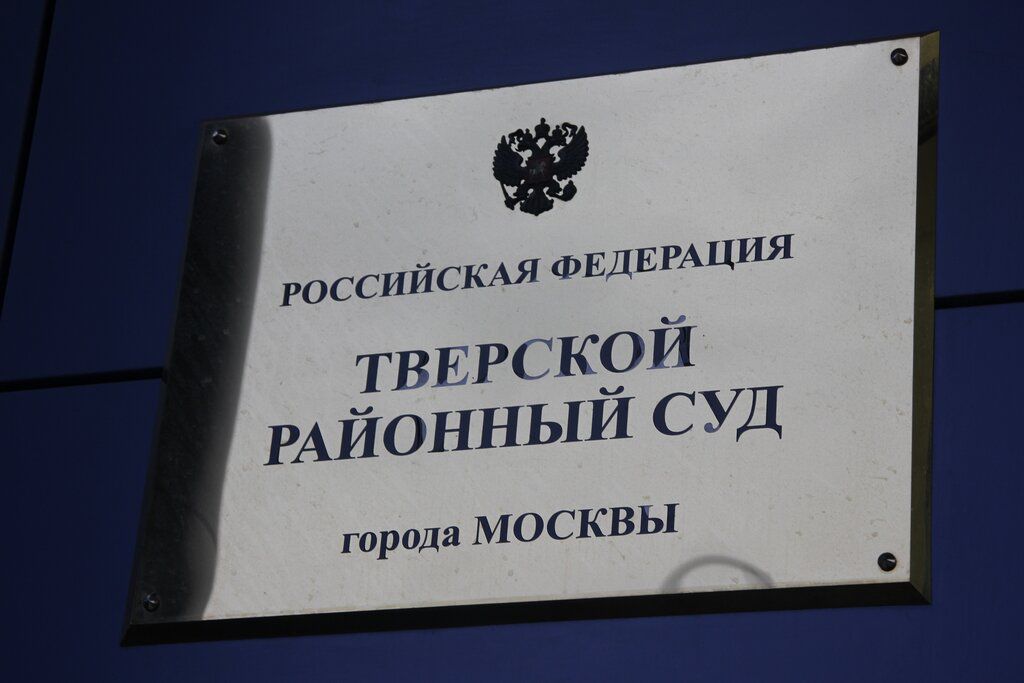 РОССИЙСКАЯ ФЕДЕРАЦИЯ
ТВЕРСКОЙ
РАЙОННЫЙ СУД
города МОСКВЫ